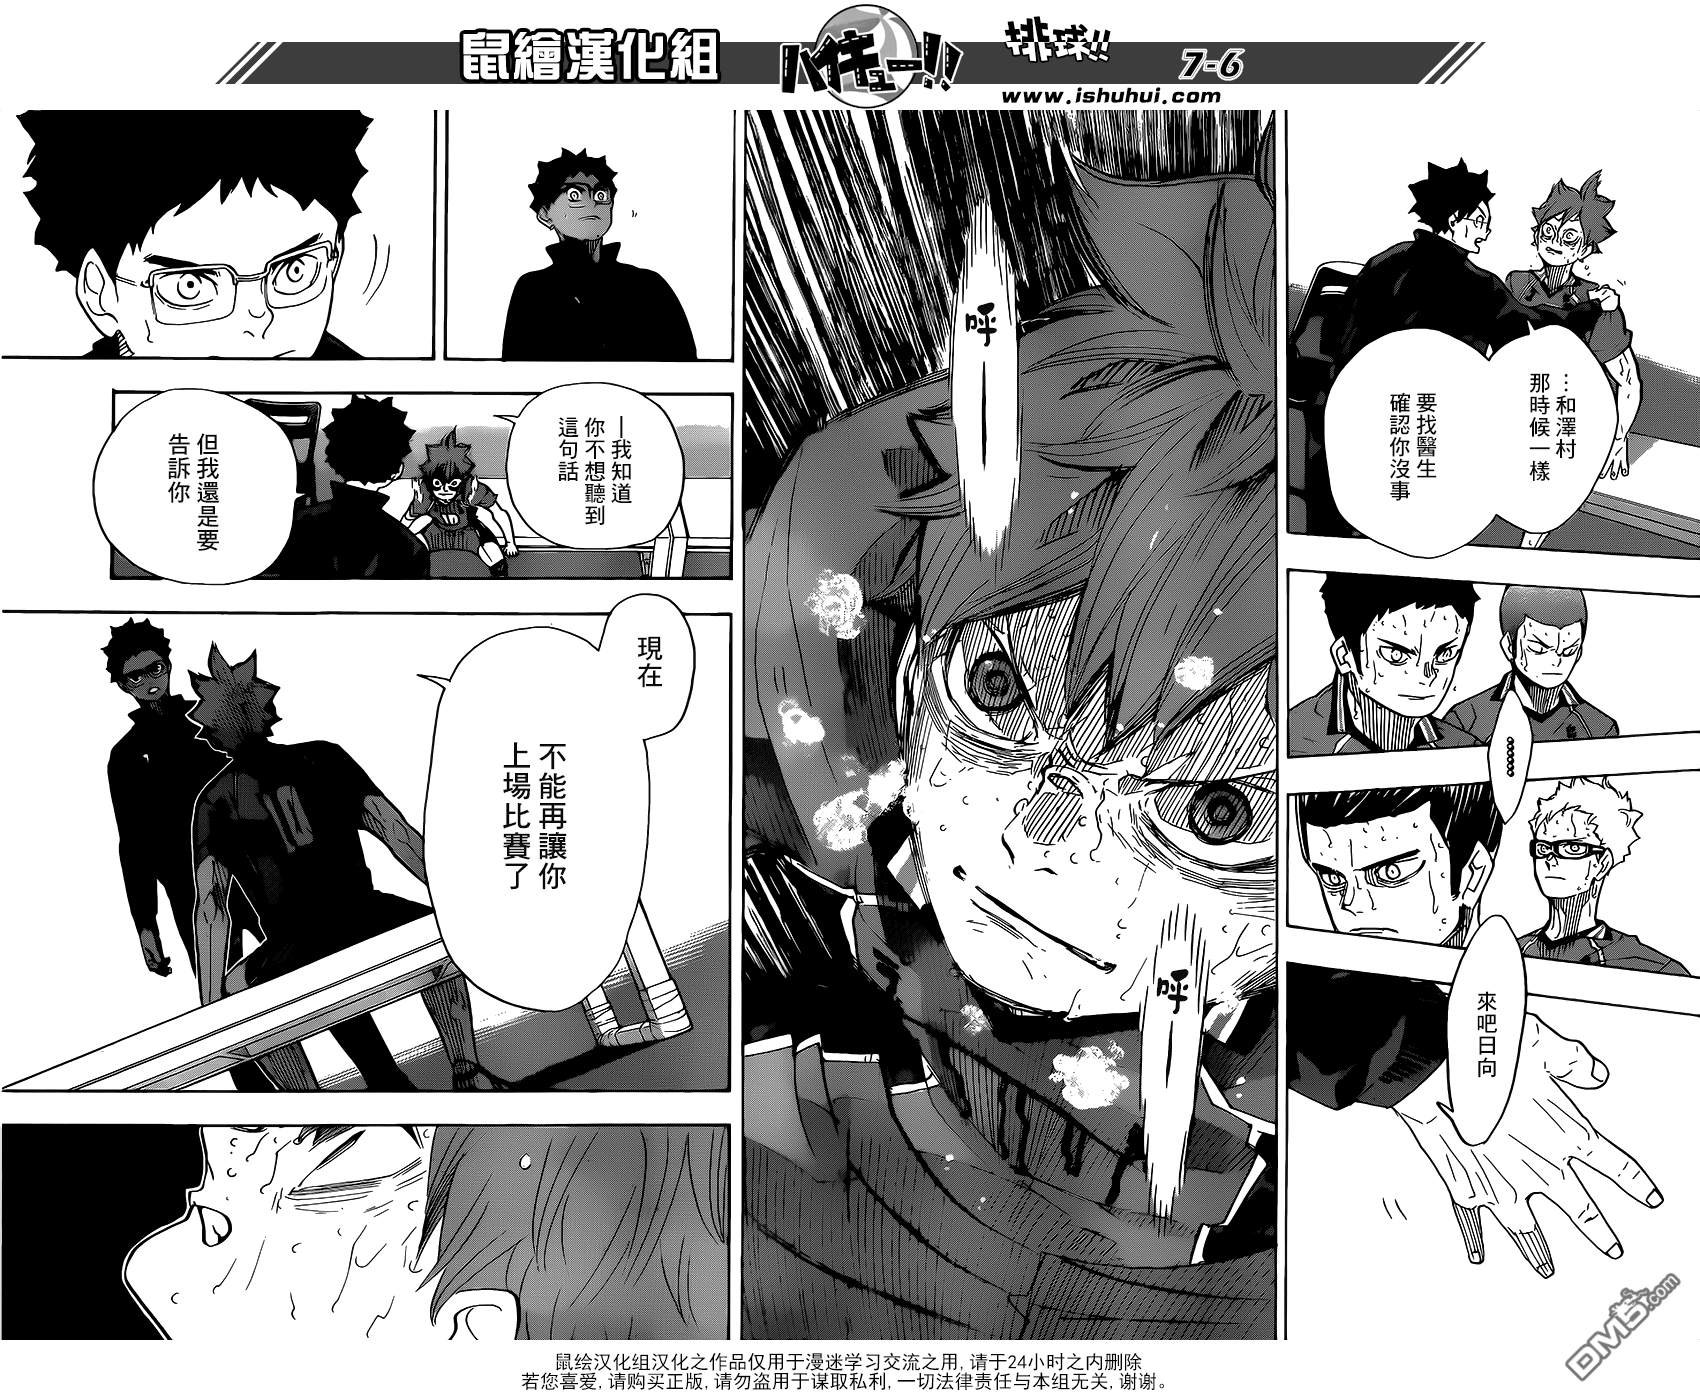 鼠繪漢化組
ハイキュー!!
排球!!
7-6
www.ishuhui.com
…和澤村
那時候一樣
要找醫生
確認你沒事
………
來吧日向
呼—
呼—
—我知道
你不想聽到
這句話
但我還是要
告訴你
現在
不能再讓你
上場比賽了
10
鼠绘汉化组汉化之作品仅用于漫迷学习交流之用,请于24小时之内删除
若您喜爱,请购买正版,请勿盗用于谋取私利,一切法律责任与本组无关,谢谢。
DM5.com